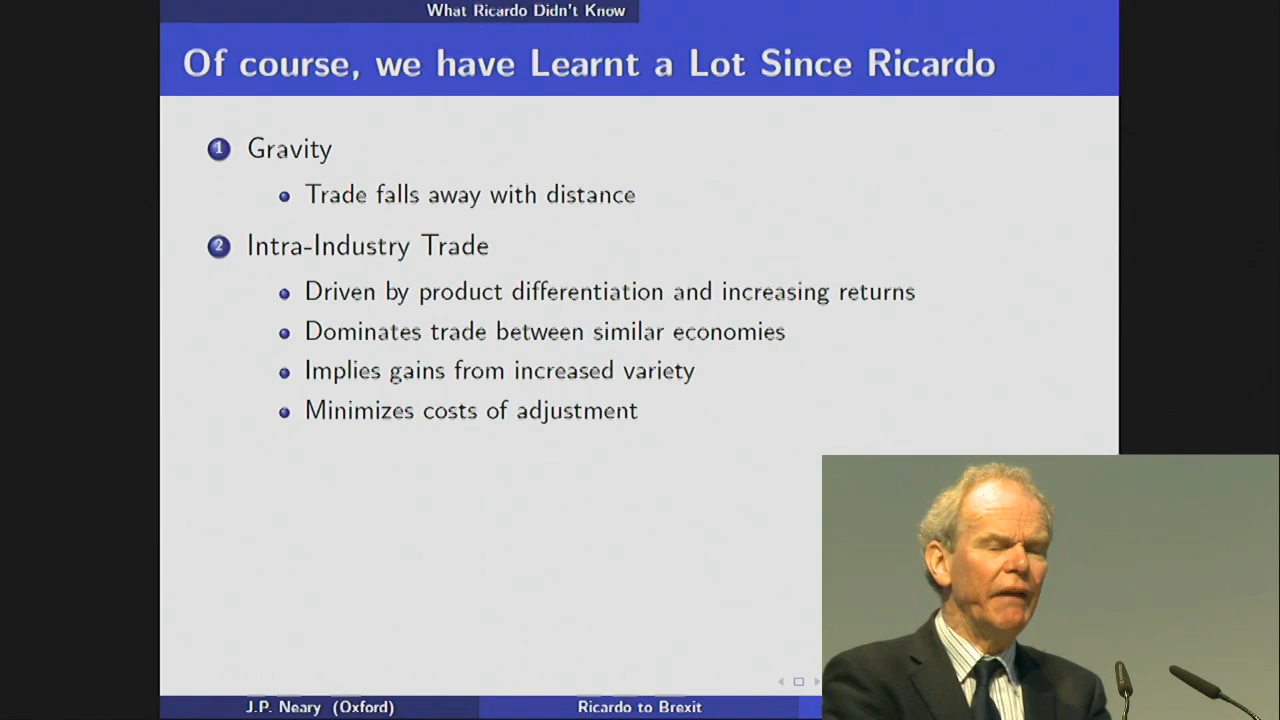 What Ricardo Didn't Know
Of course, we have Learnt a Lot Since Ricardo
1 Gravity
Trade falls away with distance
2 Intra-Industry Trade
Driven by product differentiation and increasing returns
Dominates trade between similar economies
Implies gains from increased variety
Minimizes costs of adjustment
J.P. Neary (Oxford)
Ricardo to Brexit